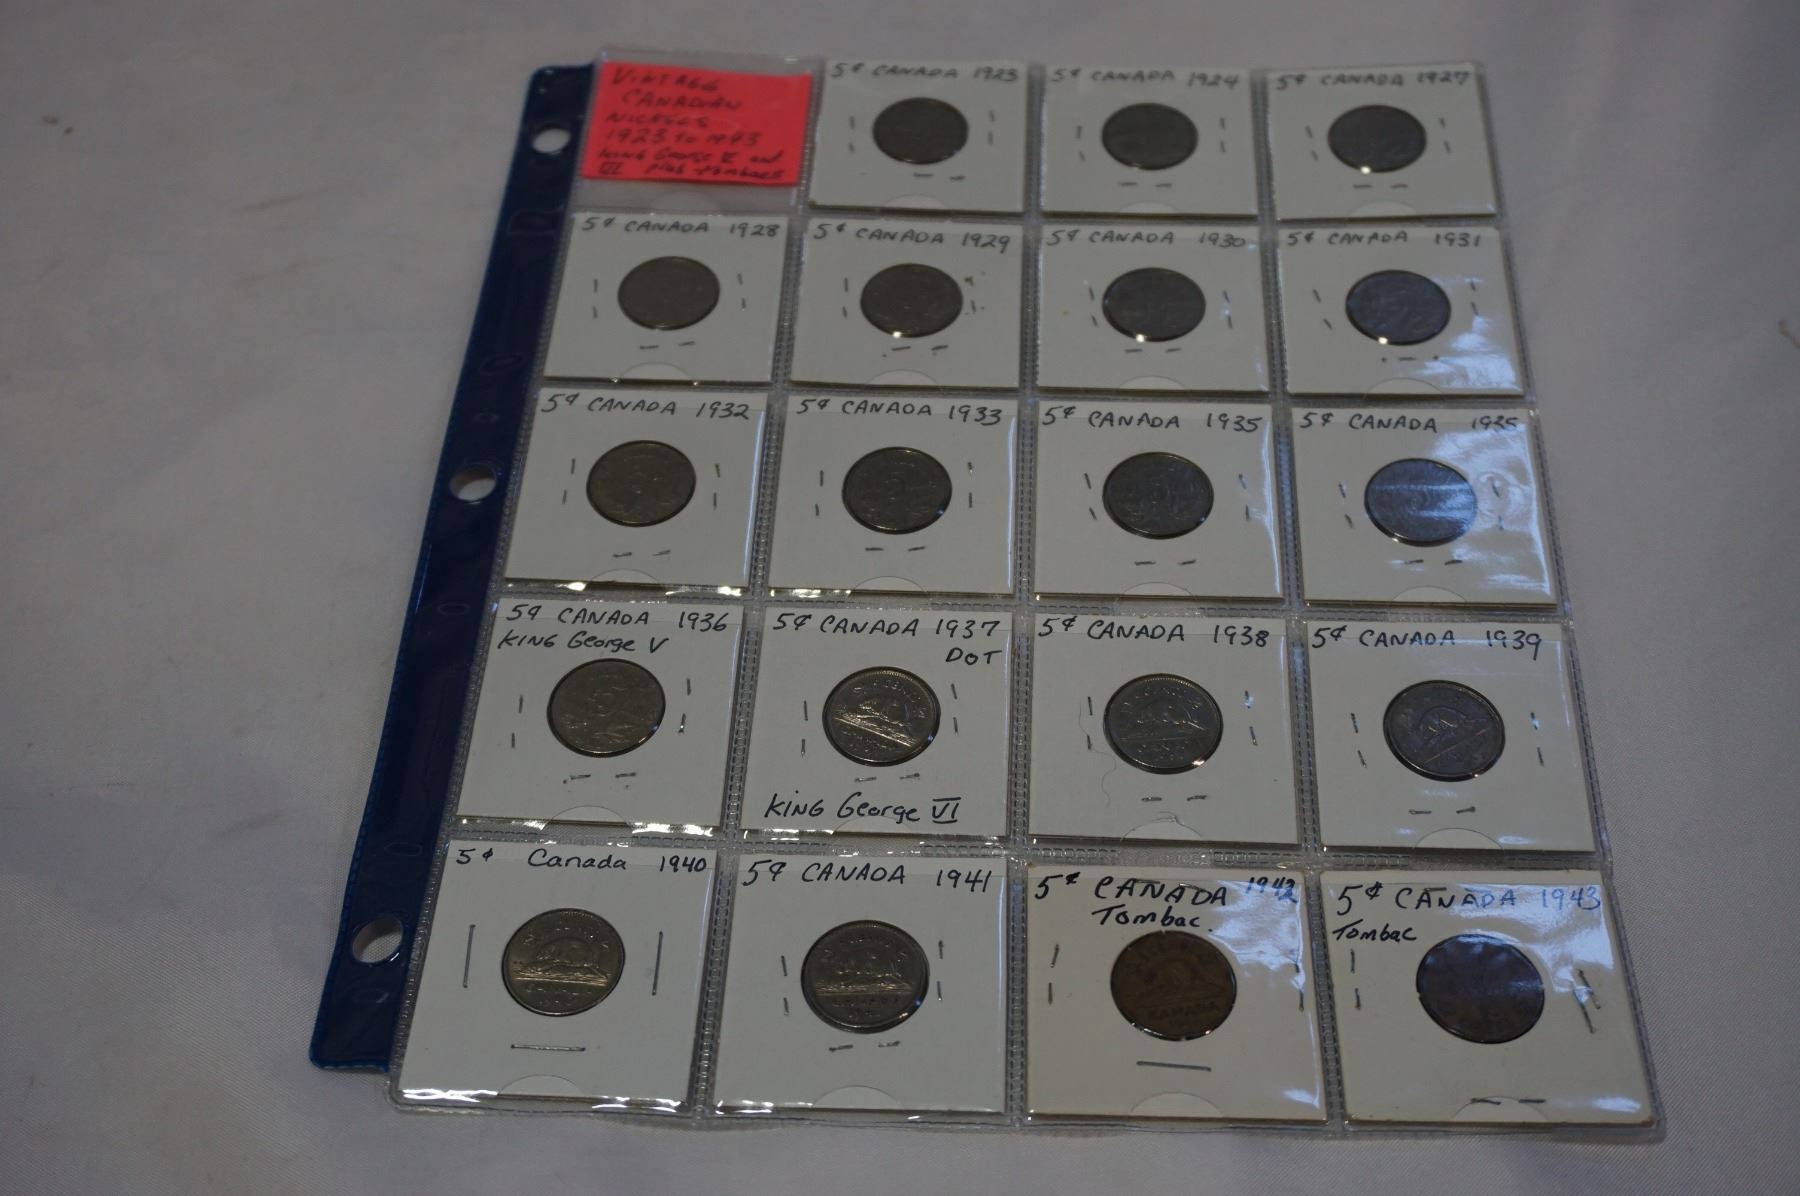 VINTAGE
CANADIAN
NICKELS
1923 to 1943
KING George V and
VI plus tombacs
5¢ CANADA 1923
5¢ CANADA 1924
5¢ CANADA 1927
5¢ CANADA 1928
5¢ CANADA 1929
5¢ CANADA 1930
5¢ CANADA 1931
5¢ CANADA 1932
5¢ CANADA 1933
5¢ CANADA 1935
5¢ CANADA 1935
5¢ CANADA 1936
KING George V
5¢ CANADA 1937
DOT
KING George VI
5¢ CANADA 1938
5¢ CANADA 1939
5¢ Canada 1940
5¢ CANADA 1941
5¢ CANADA 1942
Tombac.
CANADA
5¢ CANADA 1943
Tombac